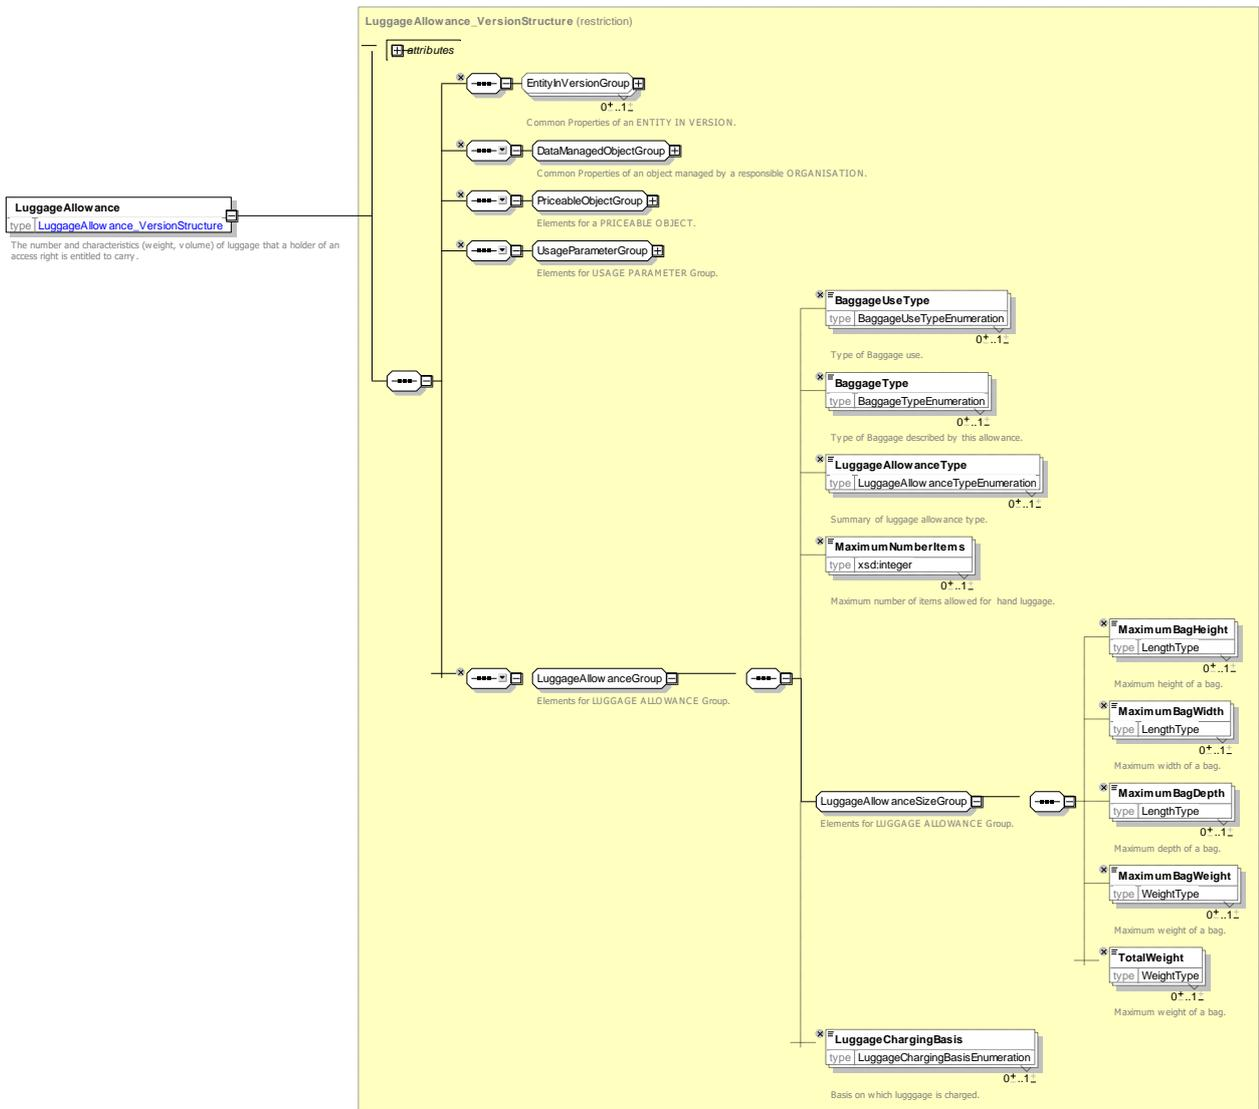 LuggageAllowance_VersionStructure (restriction)
attributes
EntityInVersionGroup
0..1
Common Properties of an ENTITY IN VERSION.
DataManagedObjectGroup
Common Properties of an object managed by a responsible ORGANISATION.
LuggageAllowance
type LuggageAllowance_VersionStructure
The number and characteristics (weight, volume) of luggage that a holder of an
access right is entitled to carry.
PriceableObjectGroup
Elements for a PRICEABLE OBJECT.
UsageParameterGroup
Elements for USAGE PARAMETER Group.
BaggageUseType
type BaggageUseTypeEnumeration
0..1
Type of Baggage use.
BaggageType
type BaggageTypeEnumeration
0..1
Type of Baggage described by this allowance.
LuggageAllowanceType
type LuggageAllowanceTypeEnumeration
0..1
Summary of luggage allowance type.
MaximumNumberItems
type xsd:integer
0..1
Maximum number of items allowed for hand luggage.
LuggageAllowanceGroup
Elements for LUGGAGE ALLOWANCE Group.
MaximumBagHeight
type LengthType
0..1
Maximum height of a bag.
MaximumBagWidth
type LengthType
0..1
Maximum width of a bag.
LuggageAllowanceSizeGroup
Elements for LUGGAGE ALLOWANCE Group.
MaximumBagDepth
type LengthType
0..1
Maximum depth of a bag.
MaximumBagWeight
type WeightType
0..1
Maximum weight of a bag.
TotalWeight
type WeightType
0..1
Maximum weight of a bag.
LuggageChargingBasis
type LuggageChargingBasisEnumeration
0..1
Basis on which lugggage is charged.